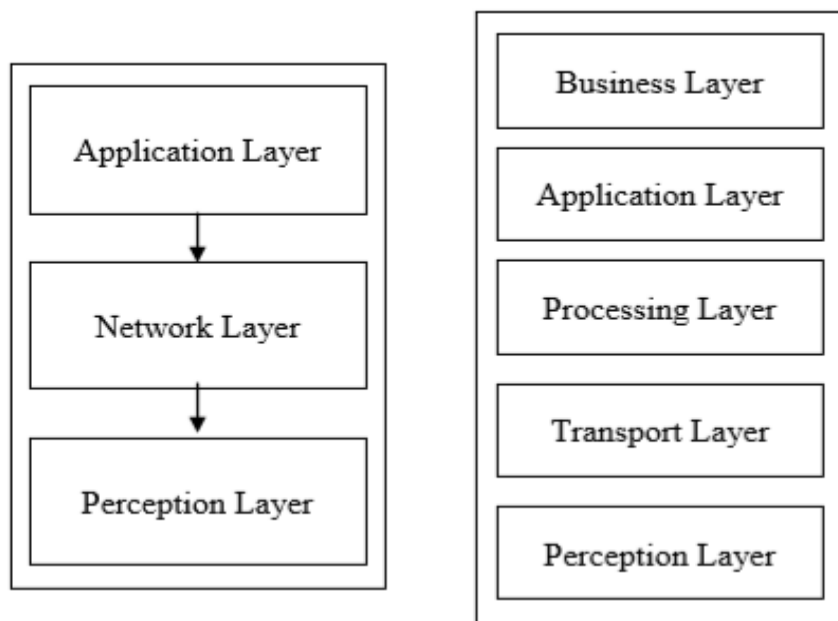 Application Layer
Network Layer
Perception Layer
Business Layer
Application Layer
Processing Layer
Transport Layer
Perception Layer